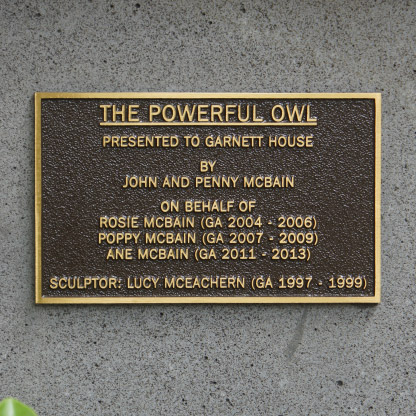 THE POWERFUL OWL
PRESENTED TO GARNETT HOUSE
BY
JOHN AND PENNY MCBAIN
ON BEHALF OF
ROSIE MCBAIN (GA 2004 - 2006)
POPPY MCBAIN (GA 2007 - 2009)
ANE MCBAIN (GA 2011 - 2013)
SCULPTOR: LUCY MCEACHERN (GA 1997 - 1999)